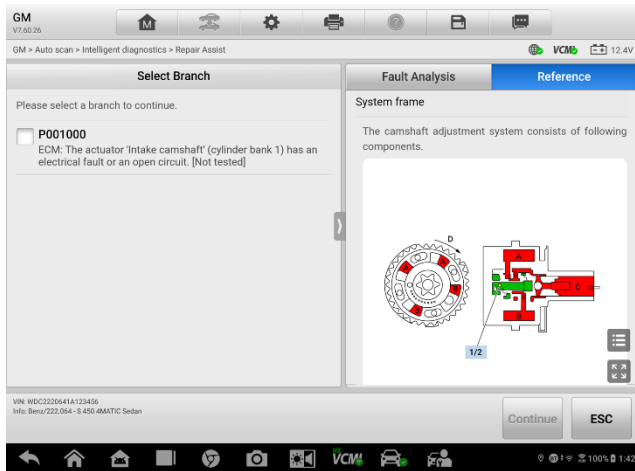 GM
V7.60.26
M
?
GM > Auto scan > Intelligent diagnostics > Repair Assist
VCMI
12.4V
Select Branch
Fault Analysis
Reference
Please select a branch to continue.
P001000
ECM: The actuator 'Intake camshaft' (cylinder bank 1) has an
electrical fault or an open circuit. [Not tested]
System frame
The camshaft adjustment system consists of following
components.
D
A
A
B
B
A
B
C
1/2
VIN: WDC2220641A123456
Info: Benz/222.064 - S 450 4MATIC Sedan
Continue
ESC
VCMI
100%
1:42